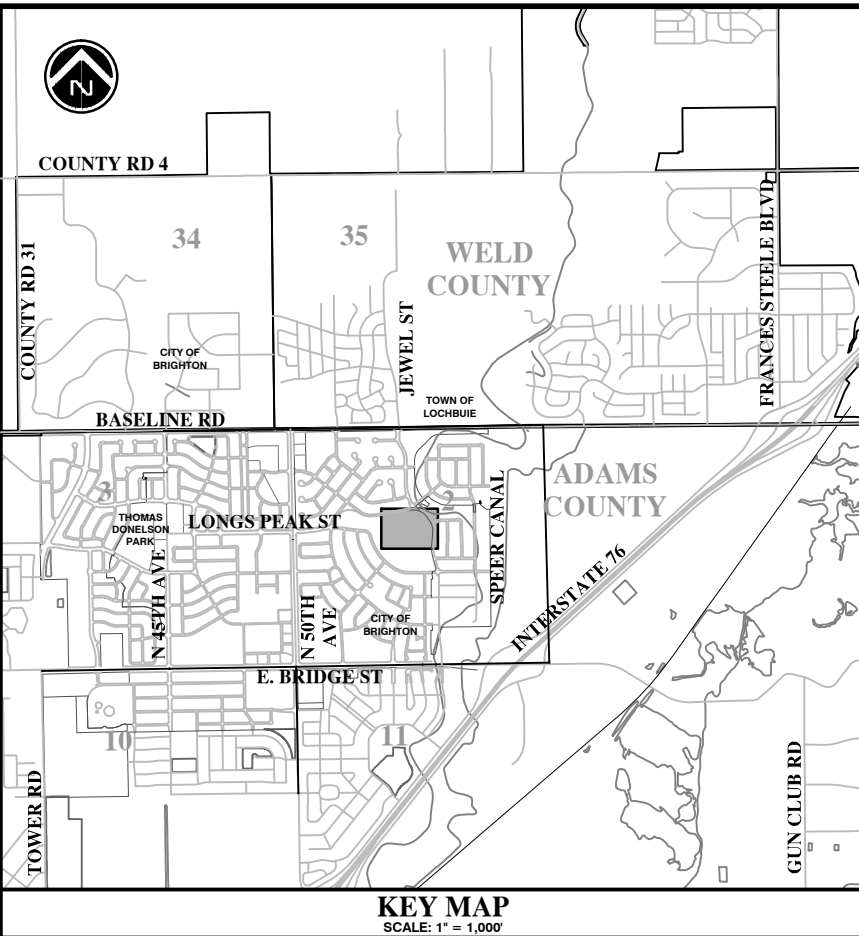 N
COUNTY RD 4
34
35
WELD
COUNTY
COUNTY RD 31
JEWEL ST
FRANCES STEELE BLVD
CITY OF
BRIGHTON
TOWN OF
LOCHBUIE
BASELINE RD
3
2
ADAMS
COUNTY
THOMAS
DONELSON
PARK
LONGS PEAK ST
SPEER CANAL
N 45TH AVE
N 50TH
AVE
CITY OF
BRIGHTON
INTERSTATE 76
E. BRIDGE ST
10
11
TOWER RD
GUN CLUB RD
KEY MAP
SCALE: 1" = 1,000'